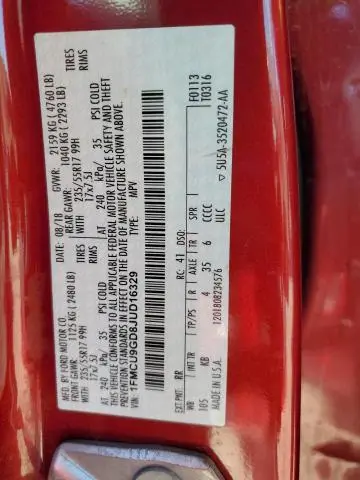 MFD. BY FORD MOTOR CO. DATE: 08/18 GVWR: 2159 KG ( 4760 LB)
FRONT GAWR: 1125 KG ( 2480 LB) REAR GAWR: 1040 KG ( 2293 LB)
WITH 235/55R17 99H TIRES WITH 235/55R17 99H TIRES
17x7.5J RIMS 17x7.5J RIMS
AT 240 kPa/ 35 PSI COLD AT 240 kPa/ 35 PSI COLD
THIS VEHICLE CONFORMS TO ALL APPLICABLE FEDERAL MOTOR VEHICLE SAFETY AND THEFT
PREVENTION STANDARDS IN EFFECT ON THE DATE OF MANUFACTURE SHOWN ABOVE.
VIN: 1FMCU9GD8JUD16329 TYPE: MPV
F0113
T0316
EXT PNT: RR RC: 41 DSO:
WB INT TR TP/PS R AXLE TR SPR
105 KB 4 35 6 CCCC
MADE IN U.S.A. ULC
1201808234576 ▽ 5U5A-3520472-AA